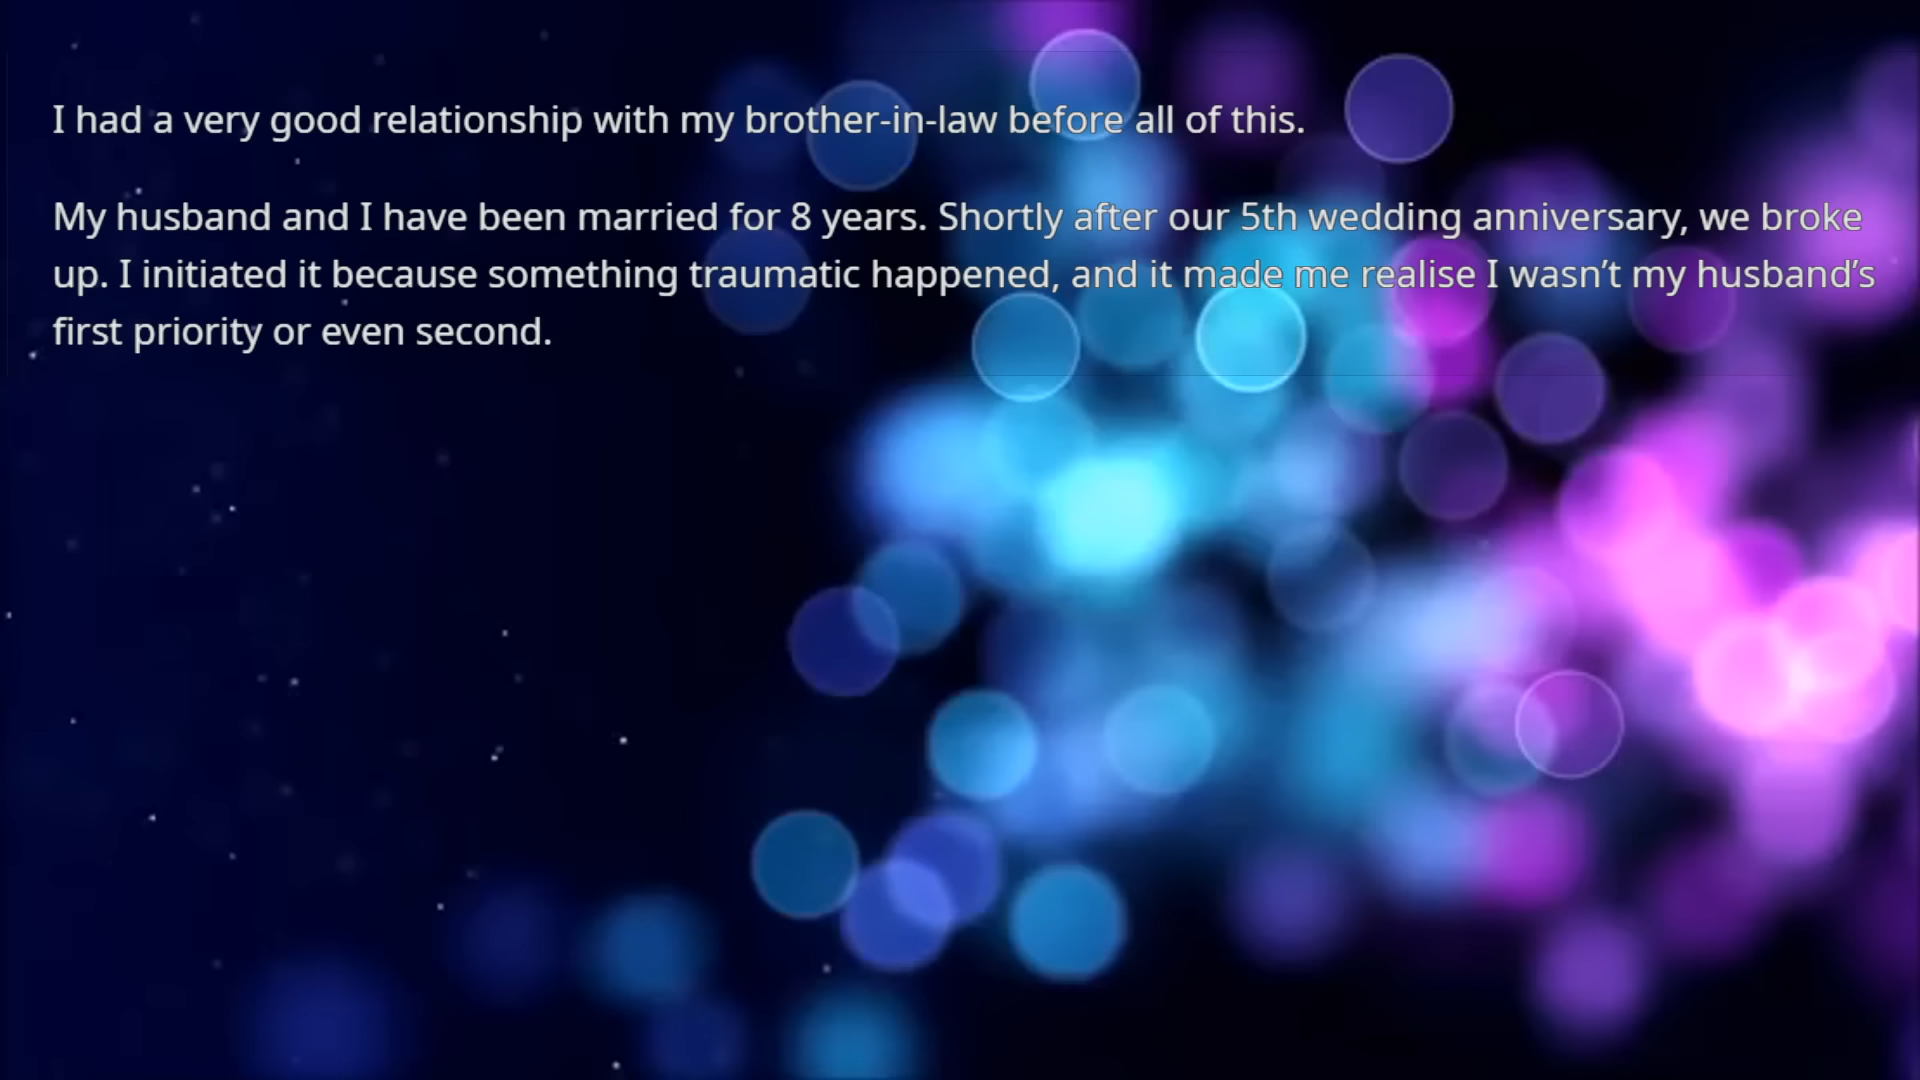 I had a very good relationship with my brother-in-law before all of this.
My husband and I have been married for 8 years. Shortly after our 5th wedding anniversary, we broke
up. I initiated it because something traumatic happened, and it made me realise I wasn’t my husband’s
first priority or even second.